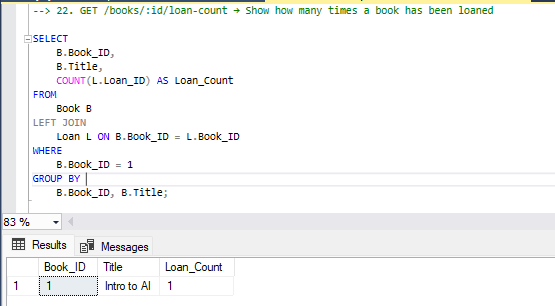 --> 22. GET /books/:id/loan-count → Show how many times a book has been loaned
SELECT
B.Book_ID,
B.Title,
COUNT(L.Loan_ID) AS Loan_Count
FROM
Book B
LEFT JOIN
Loan L ON B.Book_ID = L.Book_ID
WHERE
B.Book_ID = 1
GROUP BY
B.Book_ID, B.Title;
83 %
Results Messages
Book_ID Title Loan_Count
1 1 Intro to AI 1